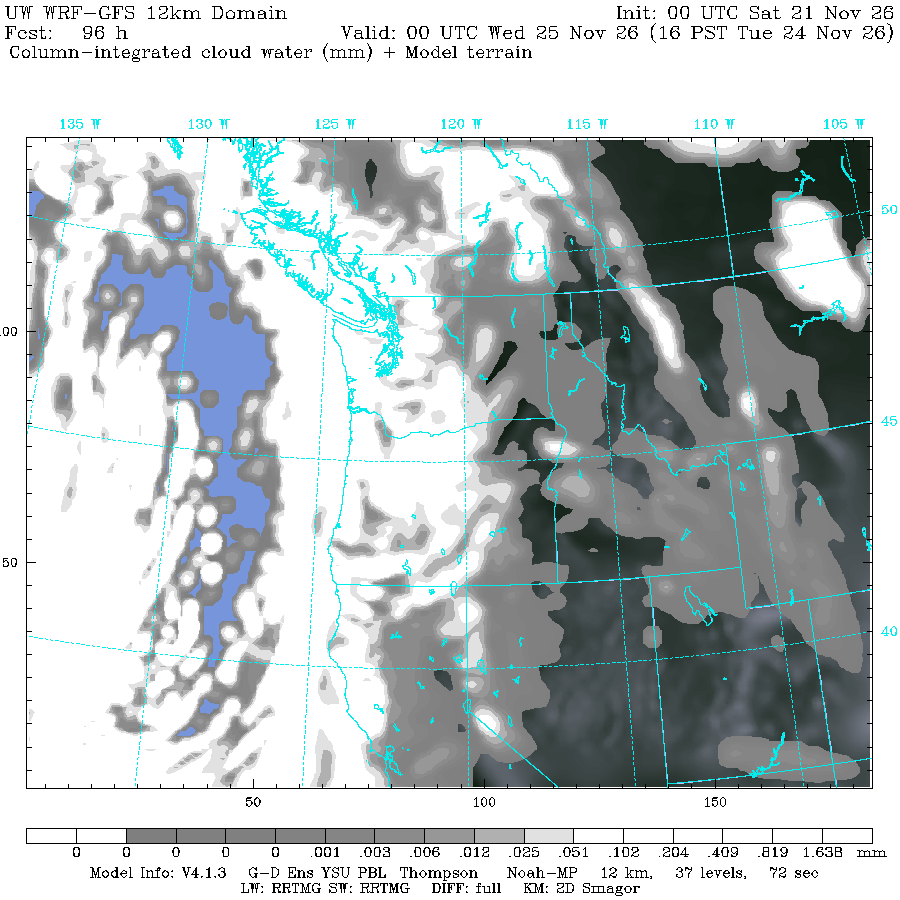 UW WRF-GFS 12km Domain Init: 00 UTC Sat 21 Nov 26
Fcst: 96 h Valid: 00 UTC Wed 25 Nov 26 (16 PST Tue 24 Nov 26)
Column-integrated cloud water (mm) + Model terrain
135 W 130 W 125 W 120 W 115 W 110 W 105 W
50
00
45
50
40
50 100 150
0 0 0 0 .001 .003 .006 .012 .025 .051 .102 .204 .409 .819 1.638 mm
Model Info: V4.1.3 G-D Ens YSU PBL Thompson Noah-MP 12 km, 37 levels, 72 sec
LW: RRTMG SW: RRTMG DIFF: full KM: 2D Smagor